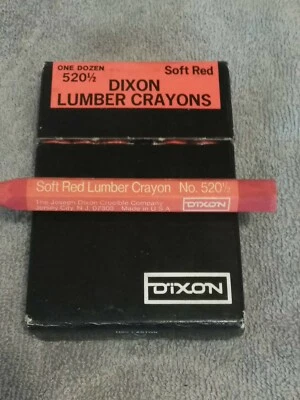 ONE DOZEN
520½
Soft Red
DIXON
LUMBER CRAYONS
Soft Red Lumber Crayon No. 520½
The Joseph Dixon Crucible Company
Jersey City, N.J. 07303 Made in U.S.A.
DIXON
DIXON